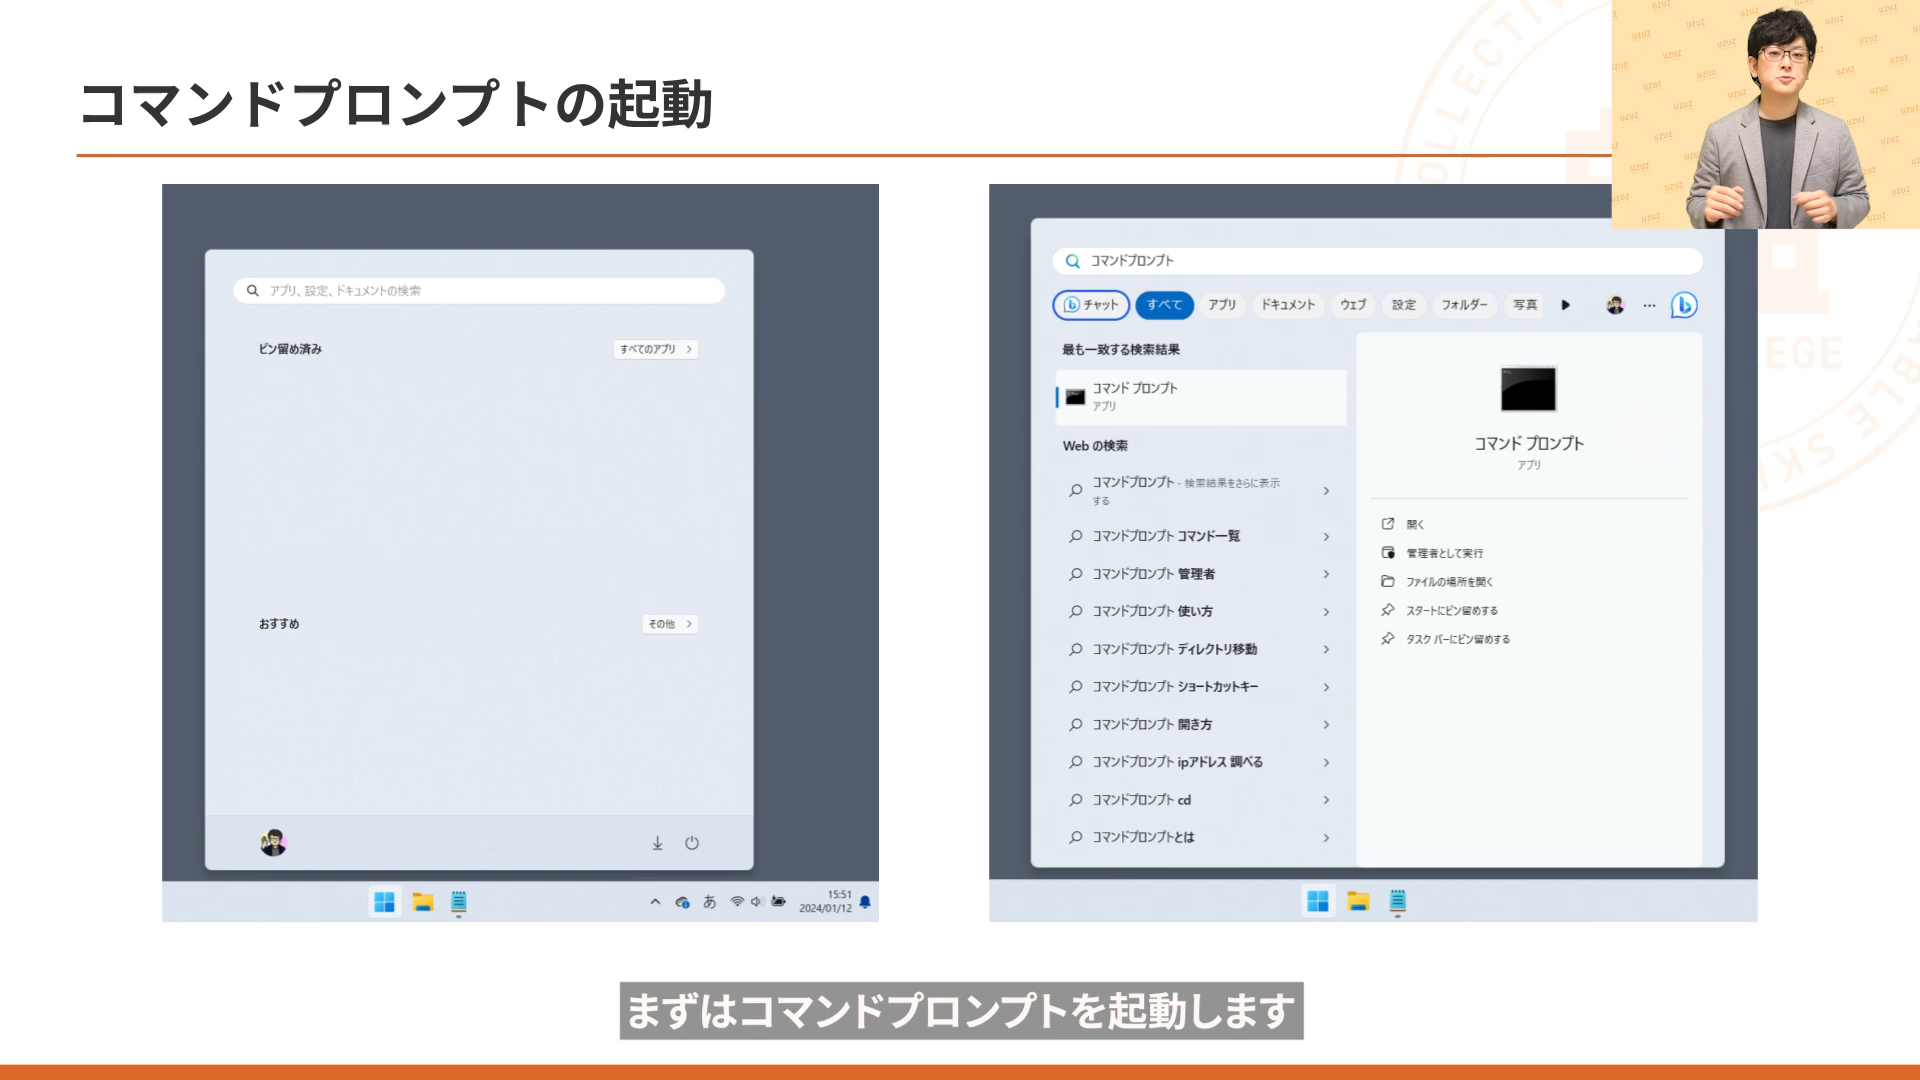 コマンドプロンプトの起動
アプリ、設定、ドキュメントの検索
ピン留め済み
すべてのアプリ
おすすめ
その他
あ
15:51
2024/01/12
コマンドプロンプト
チャット
すべて
アプリ
ドキュメント
ウェブ
設定
フォルダー
写真
最も一致する検索結果
コマンド プロンプト
アプリ
Web の検索
コマンドプロンプト - 検索結果をさらに表示
する
コマンドプロンプト コマンド一覧
コマンドプロンプト 管理者
コマンドプロンプト 使い方
コマンドプロンプト ディレクトリ移動
コマンドプロンプト ショートカットキー
コマンドプロンプト 開き方
コマンドプロンプト ipアドレス 調べる
コマンドプロンプト cd
コマンドプロンプトとは
コマンド プロンプト
アプリ
開く
管理者として実行
ファイルの場所を開く
スタートにピン留めする
タスク バーにピン留めする
まずはコマンドプロンプトを起動します